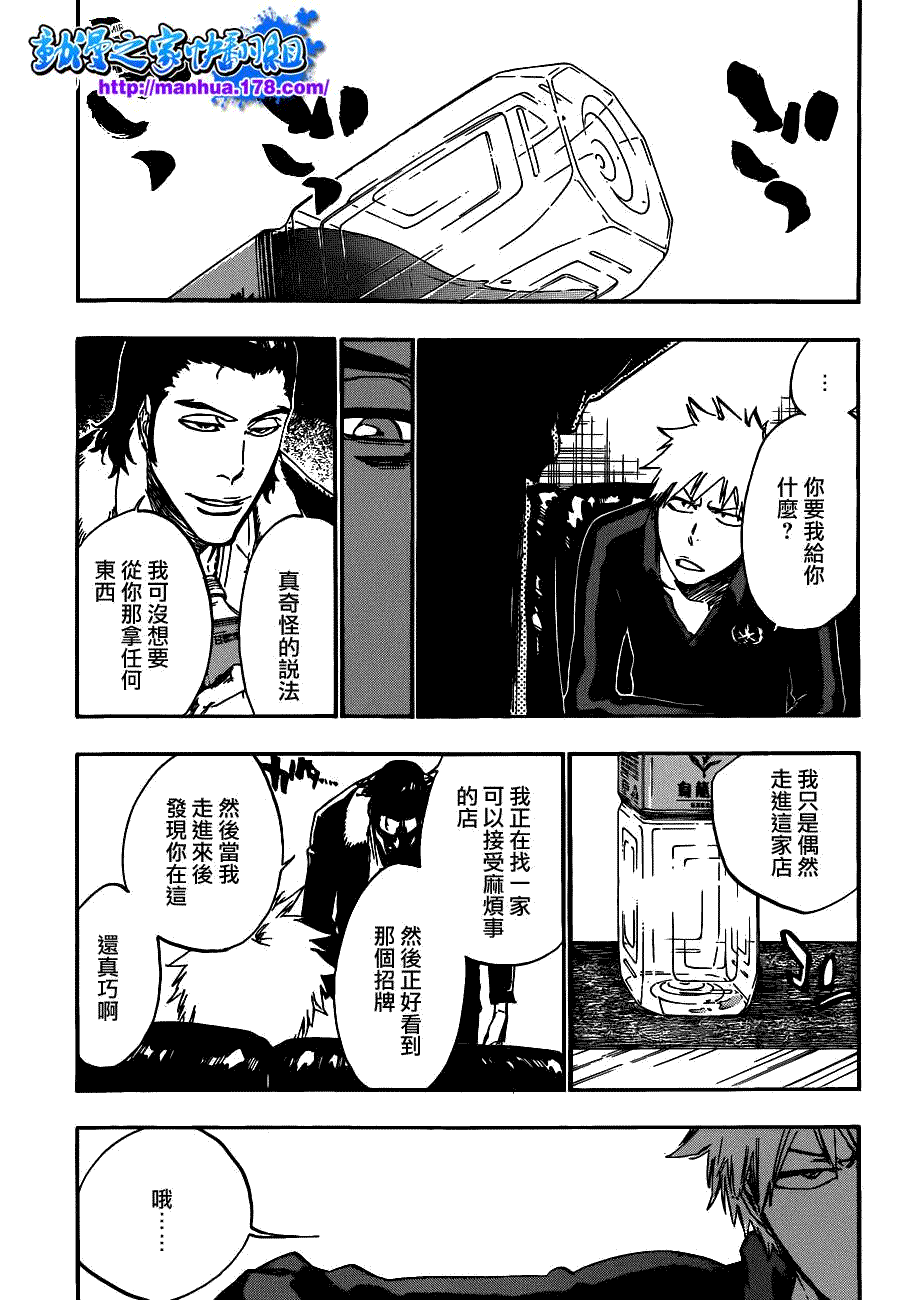 動漫之家快翻組
http://manhua.178.com/
…
你要我給你
什麼?
真奇怪的說法
我可沒想要
從你那拿任何
東西
我只是偶然
走進這家店
我正在找一家
可以接受麻煩事
的店
然後正好看到
那個招牌
然後當我
走進來後
發現你在這
還真巧啊
哦……